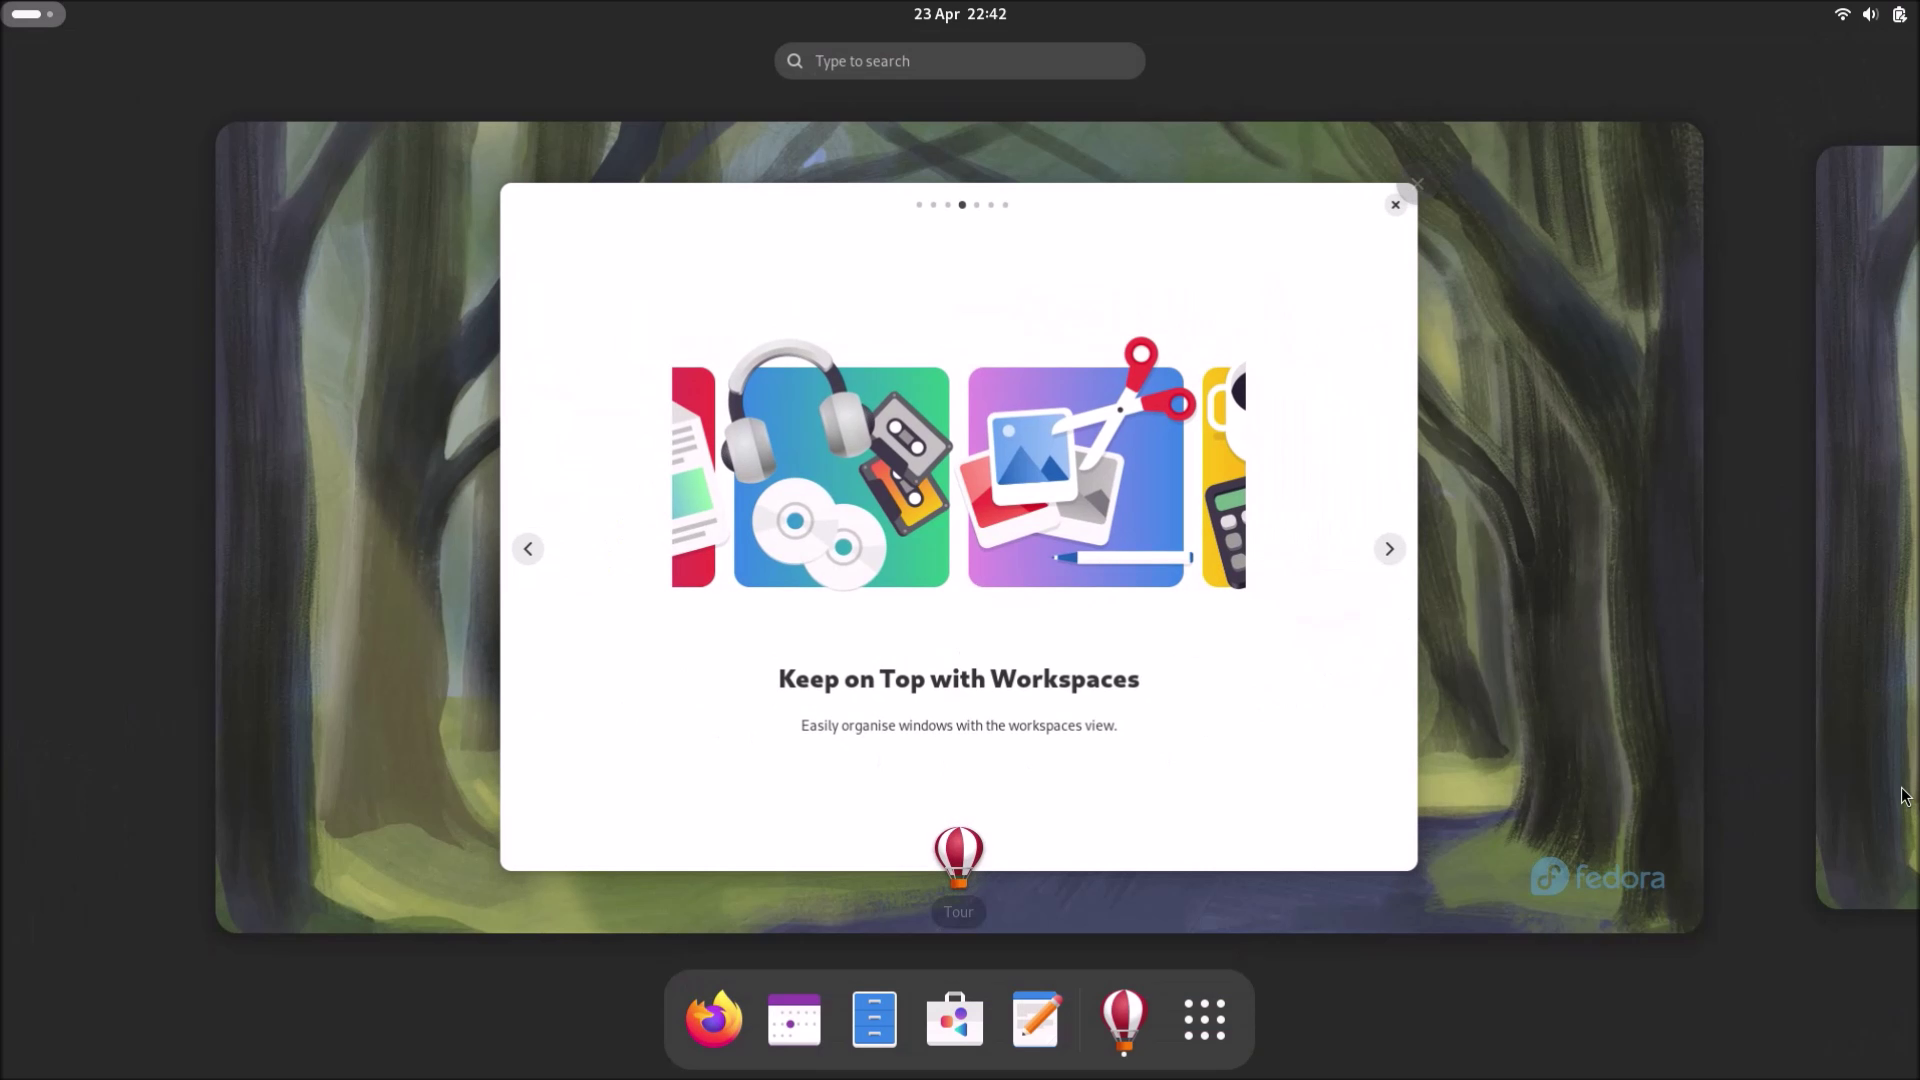 23 Apr 22:42
Type to search
Keep on Top with Workspaces
Easily organise windows with the workspaces view.
fedora
Tour